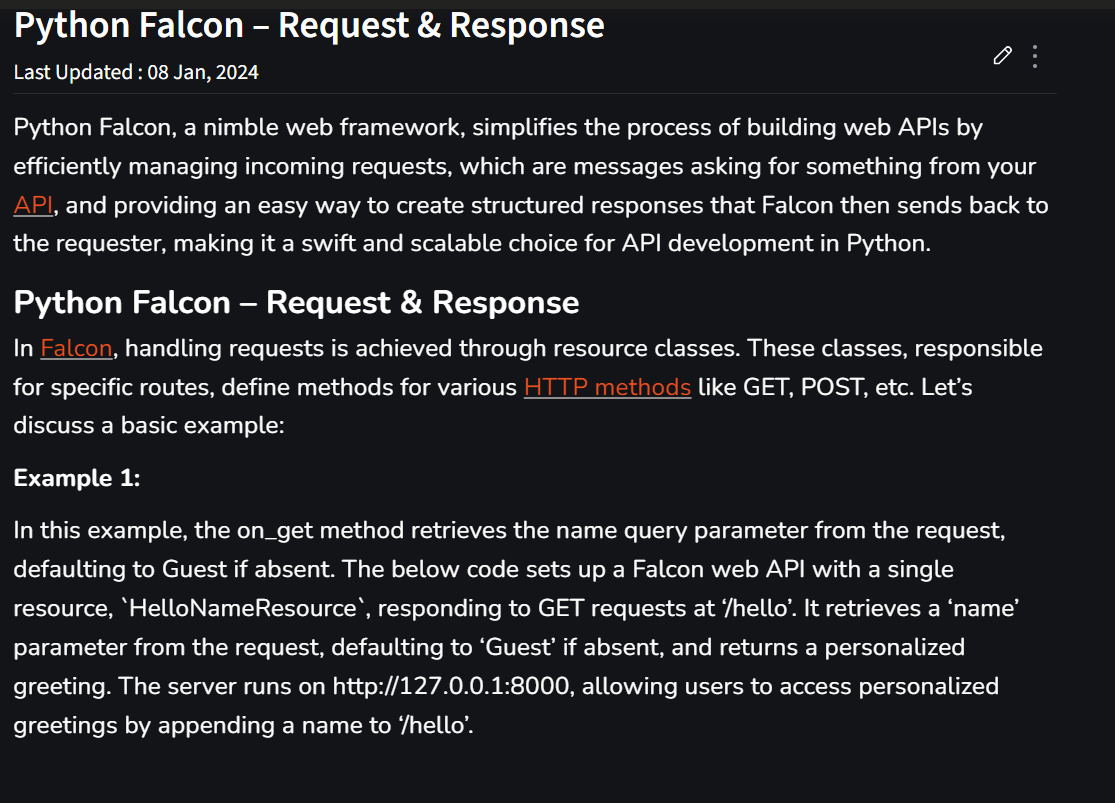 Python Falcon – Request & Response
Last Updated : 08 Jan, 2024
Python Falcon, a nimble web framework, simplifies the process of building web APIs by
efficiently managing incoming requests, which are messages asking for something from your
API, and providing an easy way to create structured responses that Falcon then sends back to
the requester, making it a swift and scalable choice for API development in Python.
Python Falcon – Request & Response
In Falcon, handling requests is achieved through resource classes. These classes, responsible
for specific routes, define methods for various HTTP methods like GET, POST, etc. Let’s
discuss a basic example:
Example 1:
In this example, the on_get method retrieves the name query parameter from the request,
defaulting to Guest if absent. The below code sets up a Falcon web API with a single
resource, `HelloNameResource`, responding to GET requests at ‘/hello’. It retrieves a ‘name’
parameter from the request, defaulting to ‘Guest’ if absent, and returns a personalized
greeting. The server runs on http://127.0.0.1:8000, allowing users to access personalized
greetings by appending a name to ‘/hello’.